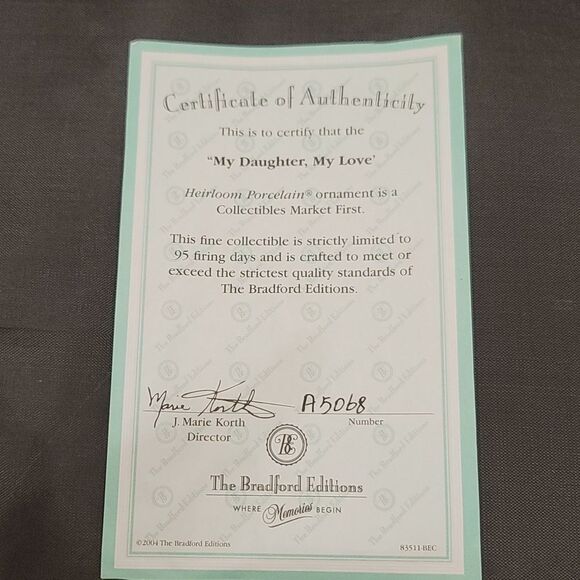 Certificate of Authenticity
This is to certify that the
"My Daughter, My Love'
Heirloom Porcelain® ornament is a
Collectibles Market First.
This fine collectible is strictly limited to
95 firing days and is crafted to meet or
exceed the strictest quality standards of
The Bradford Editions.
Marie Korth A5068
J. Marie Korth Number
Director
BE
The Bradford Editions
WHERE Memories BEGIN
©2004 The Bradford Editions 83511-BEC